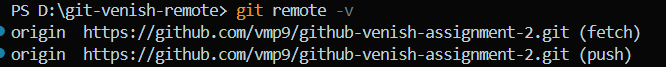 PS D:\git-venish-remote> git remote -v
origin  https://github.com/vmp9/github-venish-assignment-2.git (fetch)
origin  https://github.com/vmp9/github-venish-assignment-2.git (push)